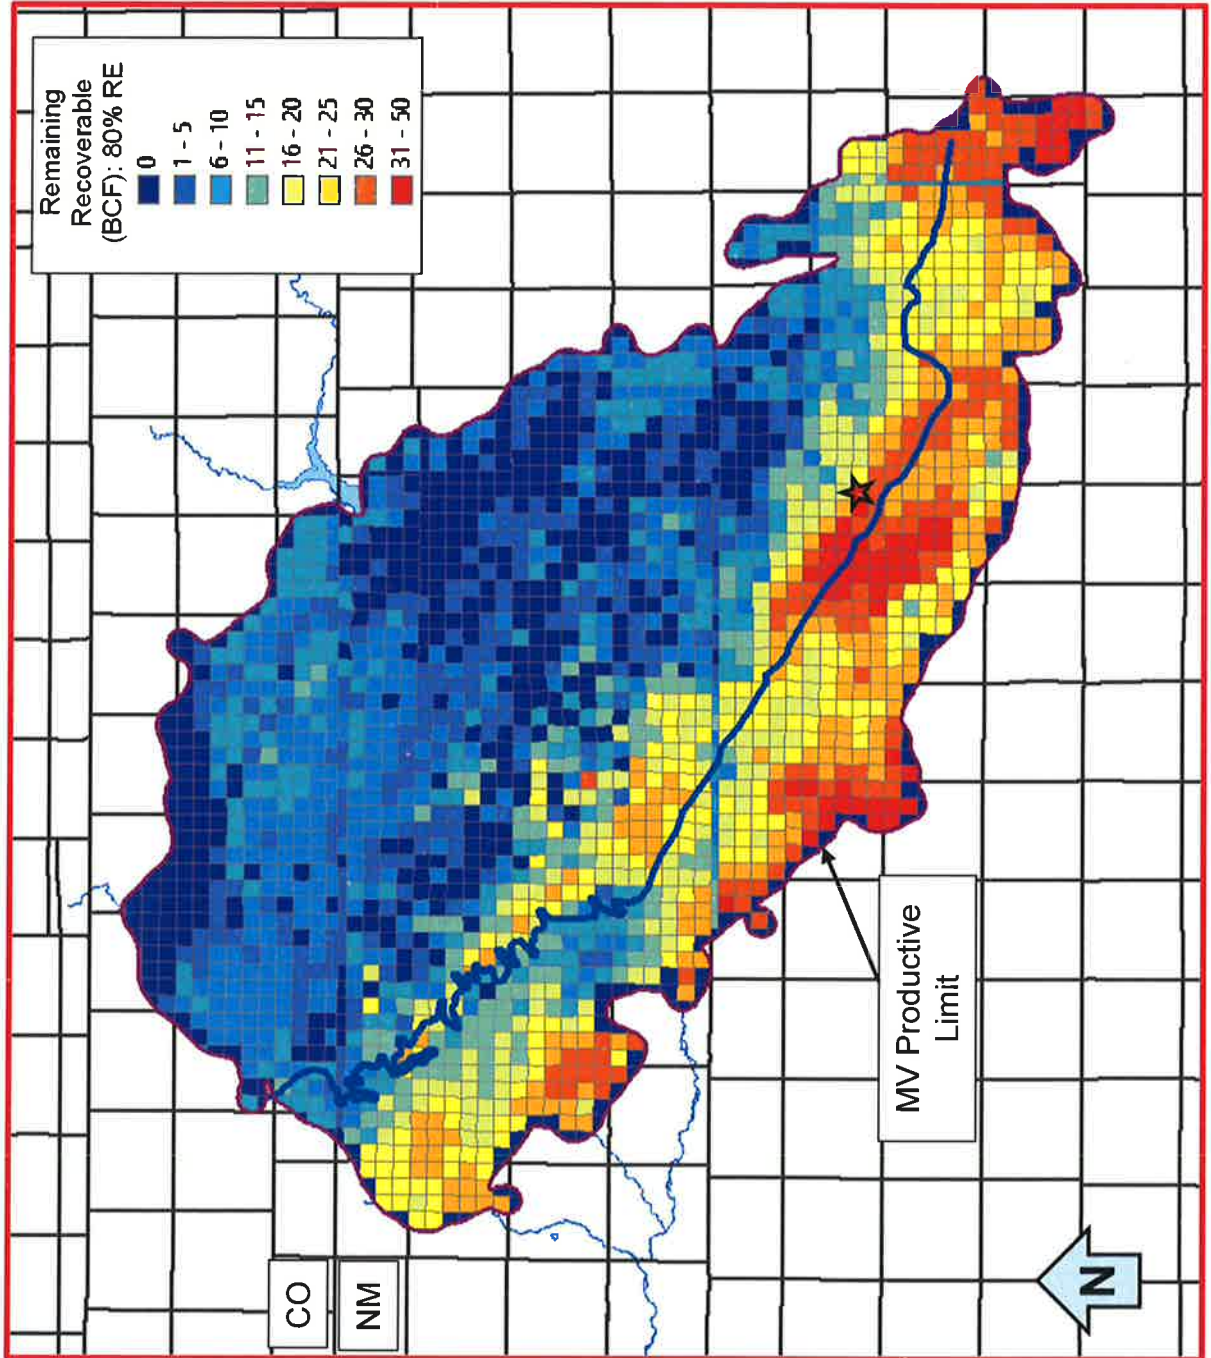 Remaining
Recoverable
(BCF): 80% RE
0
1 - 5
6 - 10
11 - 15
16 - 20
21 - 25
26 - 30
31 - 50
CO
NM
MV Productive
Limit
N